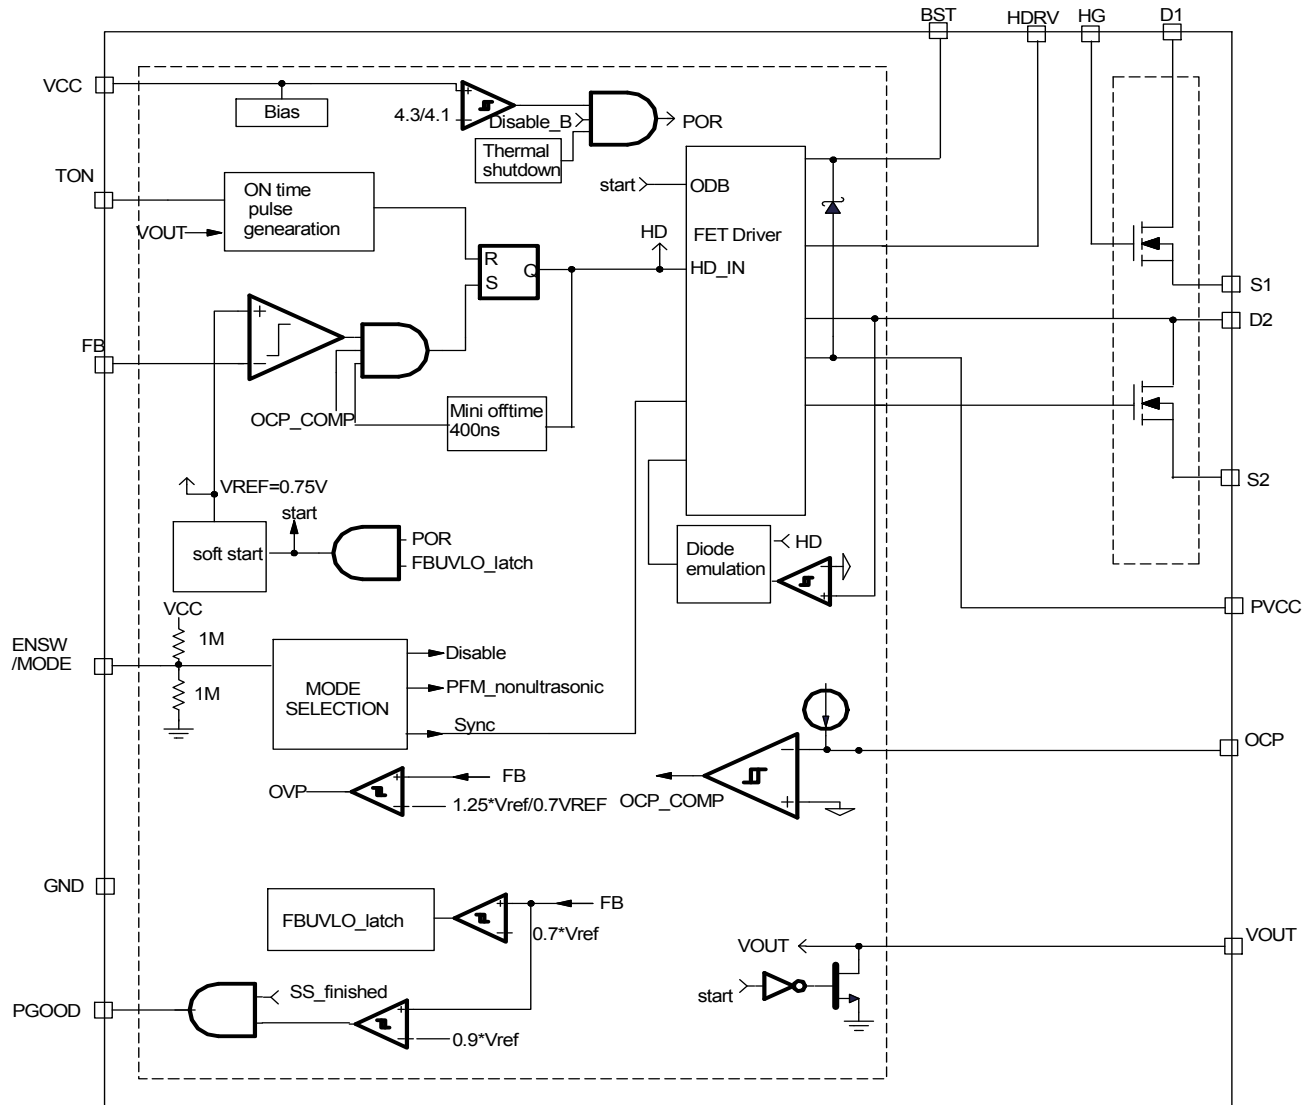 BST
HDRV
HG
D1
VCC
Bias
4.3/4.1
Disable_B
POR
Thermal
shutdown
TON
ON time
pulse
genearation
VOUT
start
ODB
HD
FET Driver
HD_IN
R
S
Q
S1
D2
FB
+
−
OCP_COMP
Mini offtime
400ns
VREF=0.75V
start
soft start
POR
FBUVLO_latch
S2
Diode
emulation
HD
+
PVCC
VCC
1M
ENSW
/MODE
1M
MODE
SELECTION
Disable
PFM_nonultrasonic
Sync
OCP
−
+
OCP_COMP
OVP
+
−
FB
1.25*Vref/0.7VREF
GND
FBUVLO_latch
+
−
FB
0.7*Vref
VOUT
VOUT
start
PGOOD
SS_finished
+
−
0.9*Vref